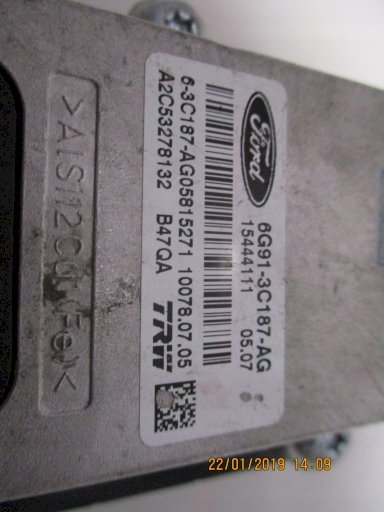 Ford
6G91-3C187-AG
15444111 05.07
6-3C187-AG05815271 10078.07.05
A2C53278132 B47QA
TRW
>AlSi12Cu(Fe)<
22/01/2019 14:09